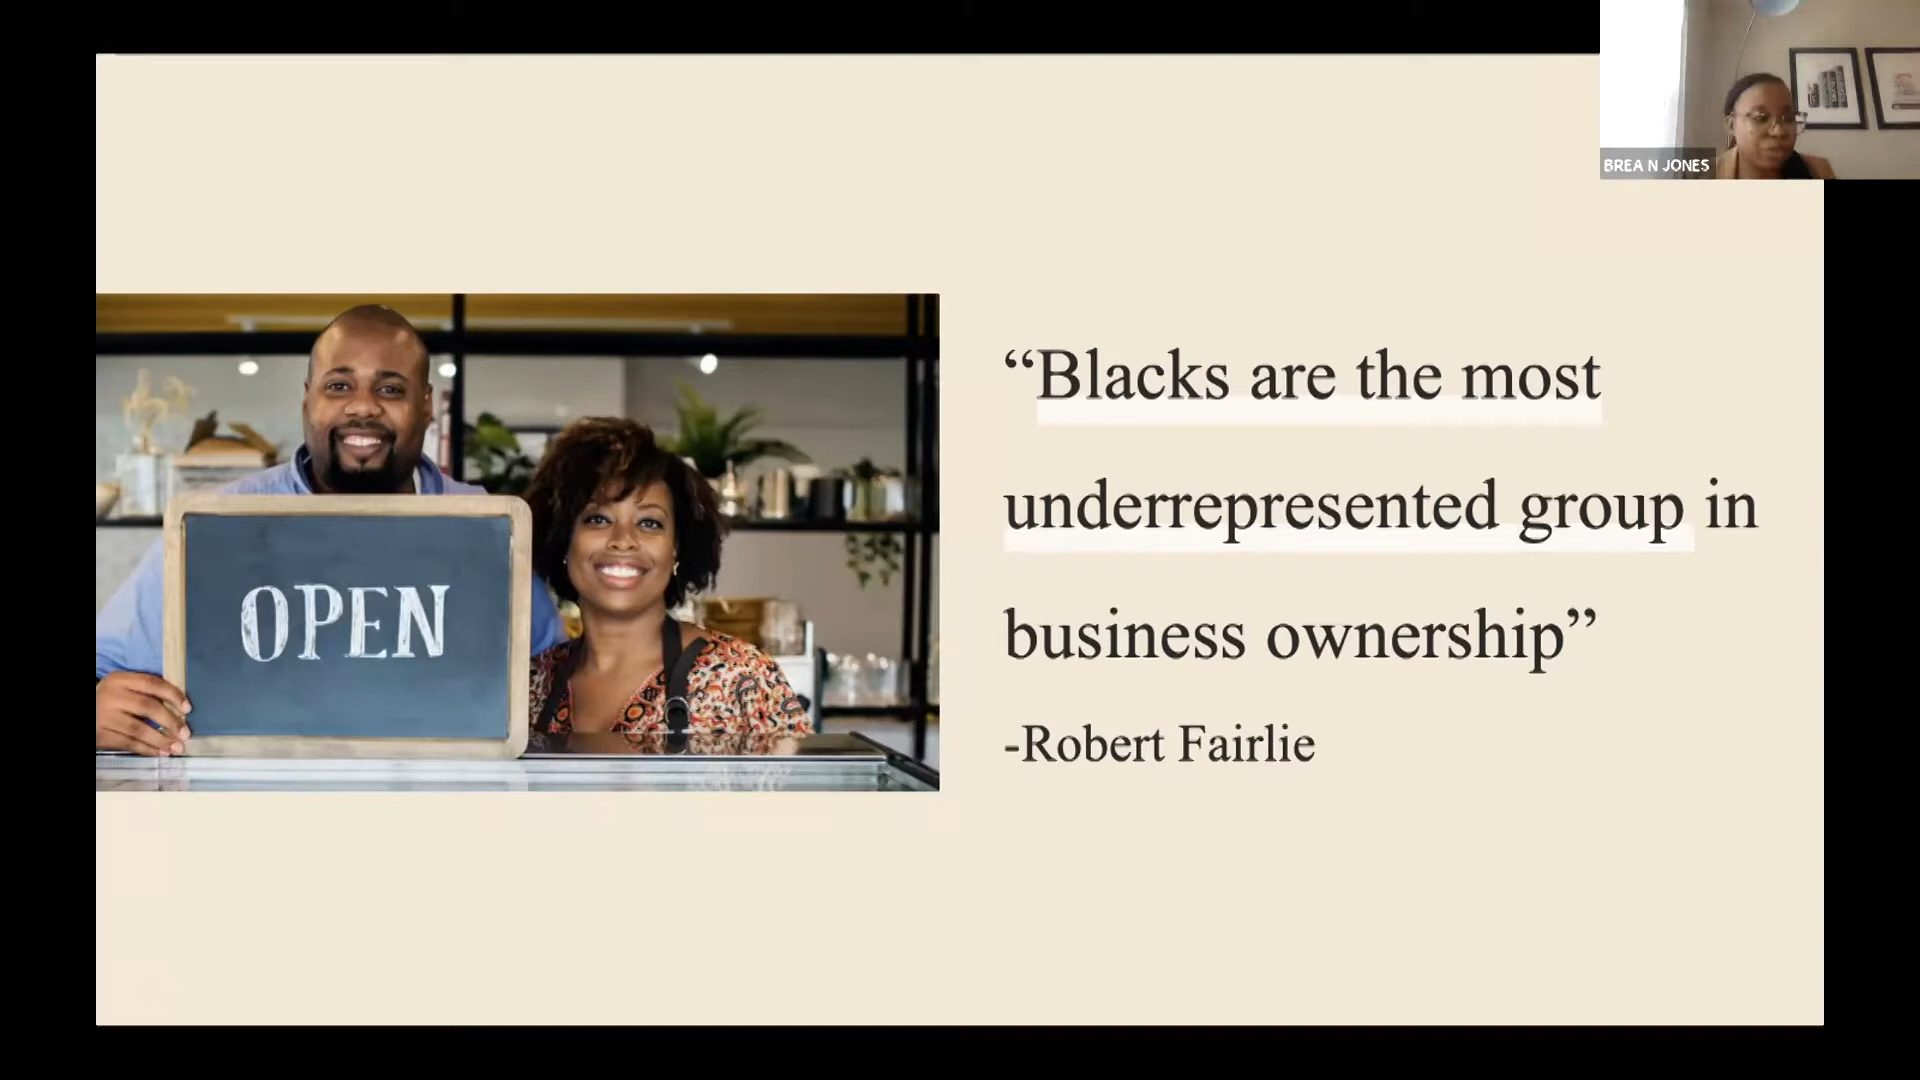 BREA N JONES
“Blacks are the most
underrepresented group in
business ownership”
-Robert Fairlie
OPEN